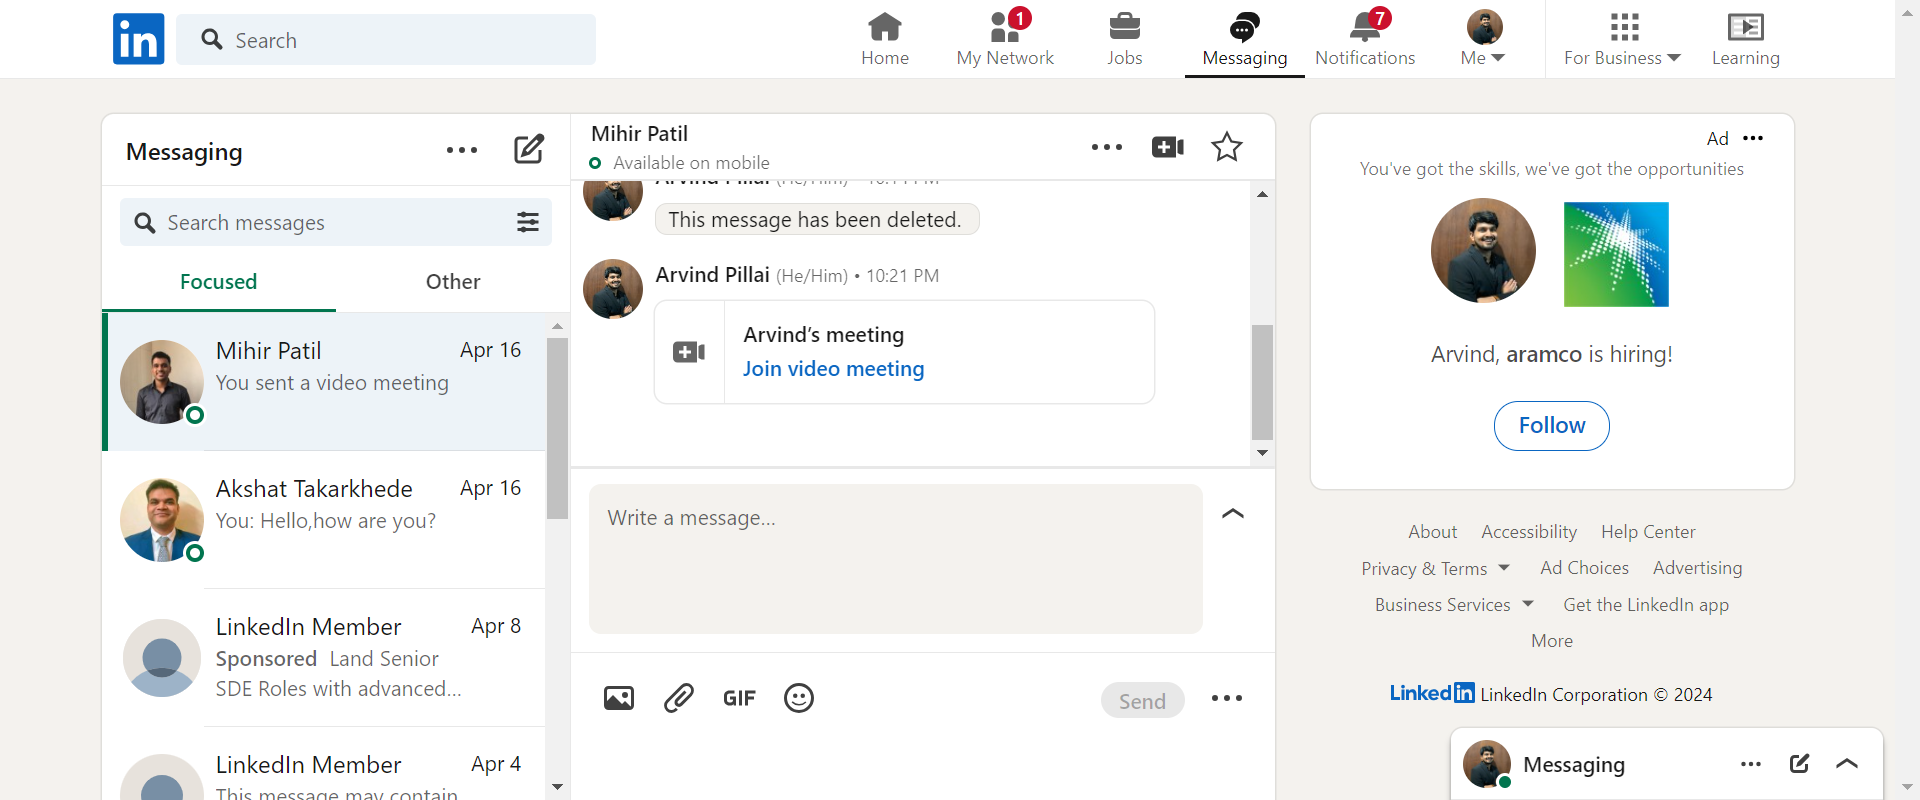 in
Search
1
7
Home
My Network
Jobs
Messaging
Notifications
Me
For Business
Learning
Messaging
Search messages
Focused
Other
Mihir Patil
Apr 16
You sent a video meeting
Akshat Takarkhede
Apr 16
You: Hello,how are you?
LinkedIn Member
Apr 8
Sponsored Land Senior
SDE Roles with advanced...
LinkedIn Member
Apr 4
This message may contain
Mihir Patil
Available on mobile
Arvind Pillai (He/Him) •
This message has been deleted.
Arvind Pillai (He/Him) • 10:21 PM
Arvind’s meeting
Join video meeting
Write a message...
GIF
Send
Ad
You've got the skills, we've got the opportunities
Arvind, aramco is hiring!
Follow
About Accessibility Help Center
Privacy & Terms Ad Choices Advertising
Business Services Get the LinkedIn app
More
LinkedIn LinkedIn Corporation © 2024
Messaging